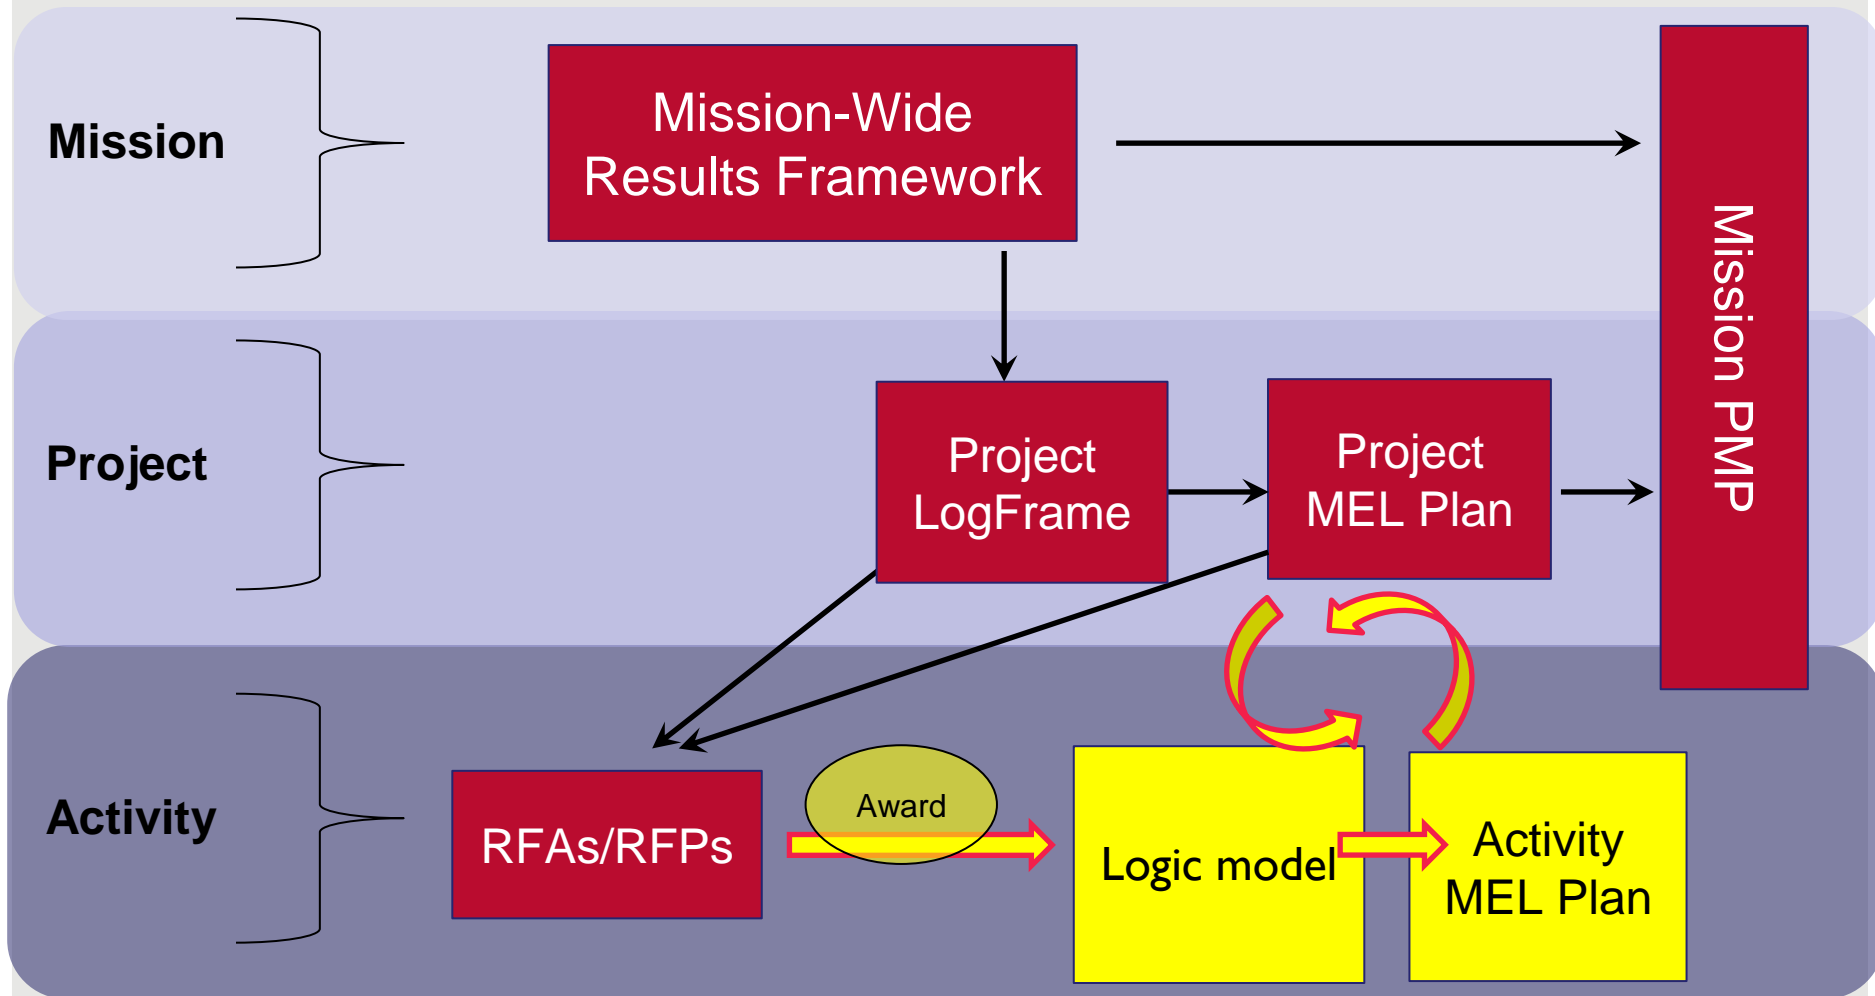 Mission
Mission-Wide
Results Framework
Mission PMP
Project
Project
LogFrame
Project
MEL Plan
Activity
RFAs/RFPs
Award
Logic model
Activity
MEL Plan